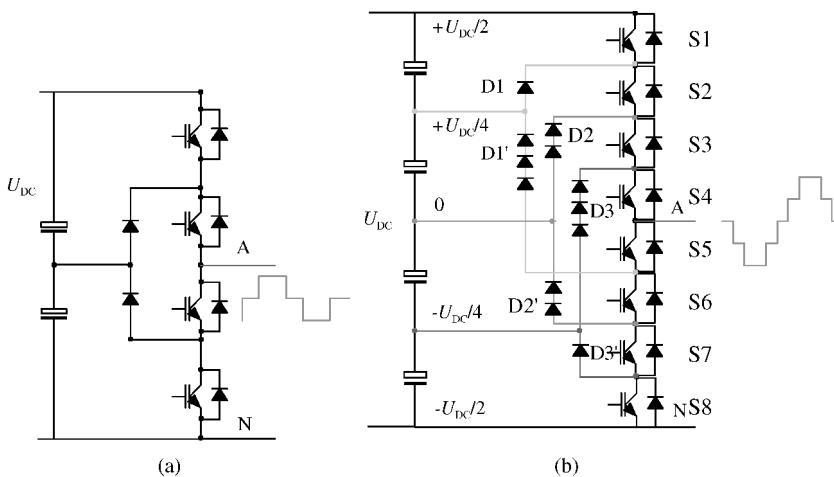 U_DC
A
N
(a)
+U_DC/2
+U_DC/4
0
U_DC
-U_DC/4
-U_DC/2
D1
D1'
D2
D3
D2'
D3'
S1
S2
S3
S4
A
S5
S6
S7
N S8
(b)